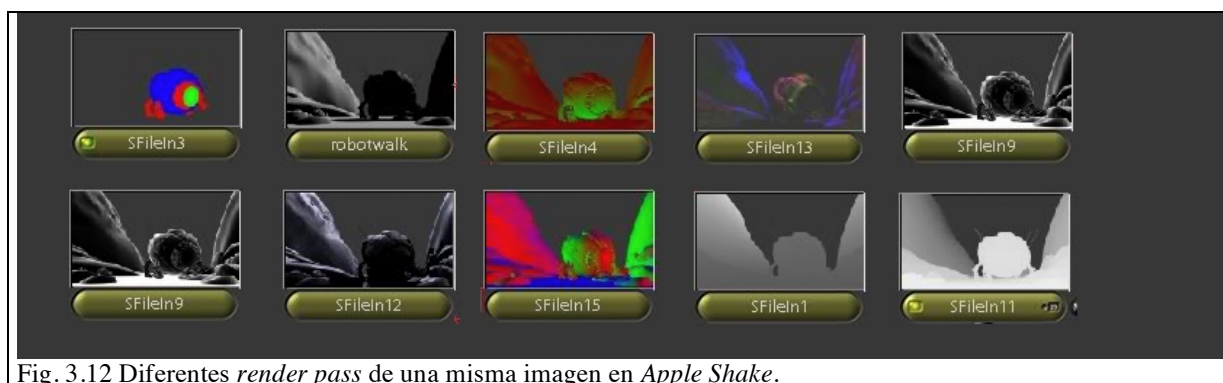 SFileIn3
robotwalk
SFileIn4
SFileIn13
SFileIn9
SFileIn9
SFileIn12
SFileIn15
SFileIn1
SFileIn11
Fig. 3.12 Diferentes render pass de una misma imagen en Apple Shake.